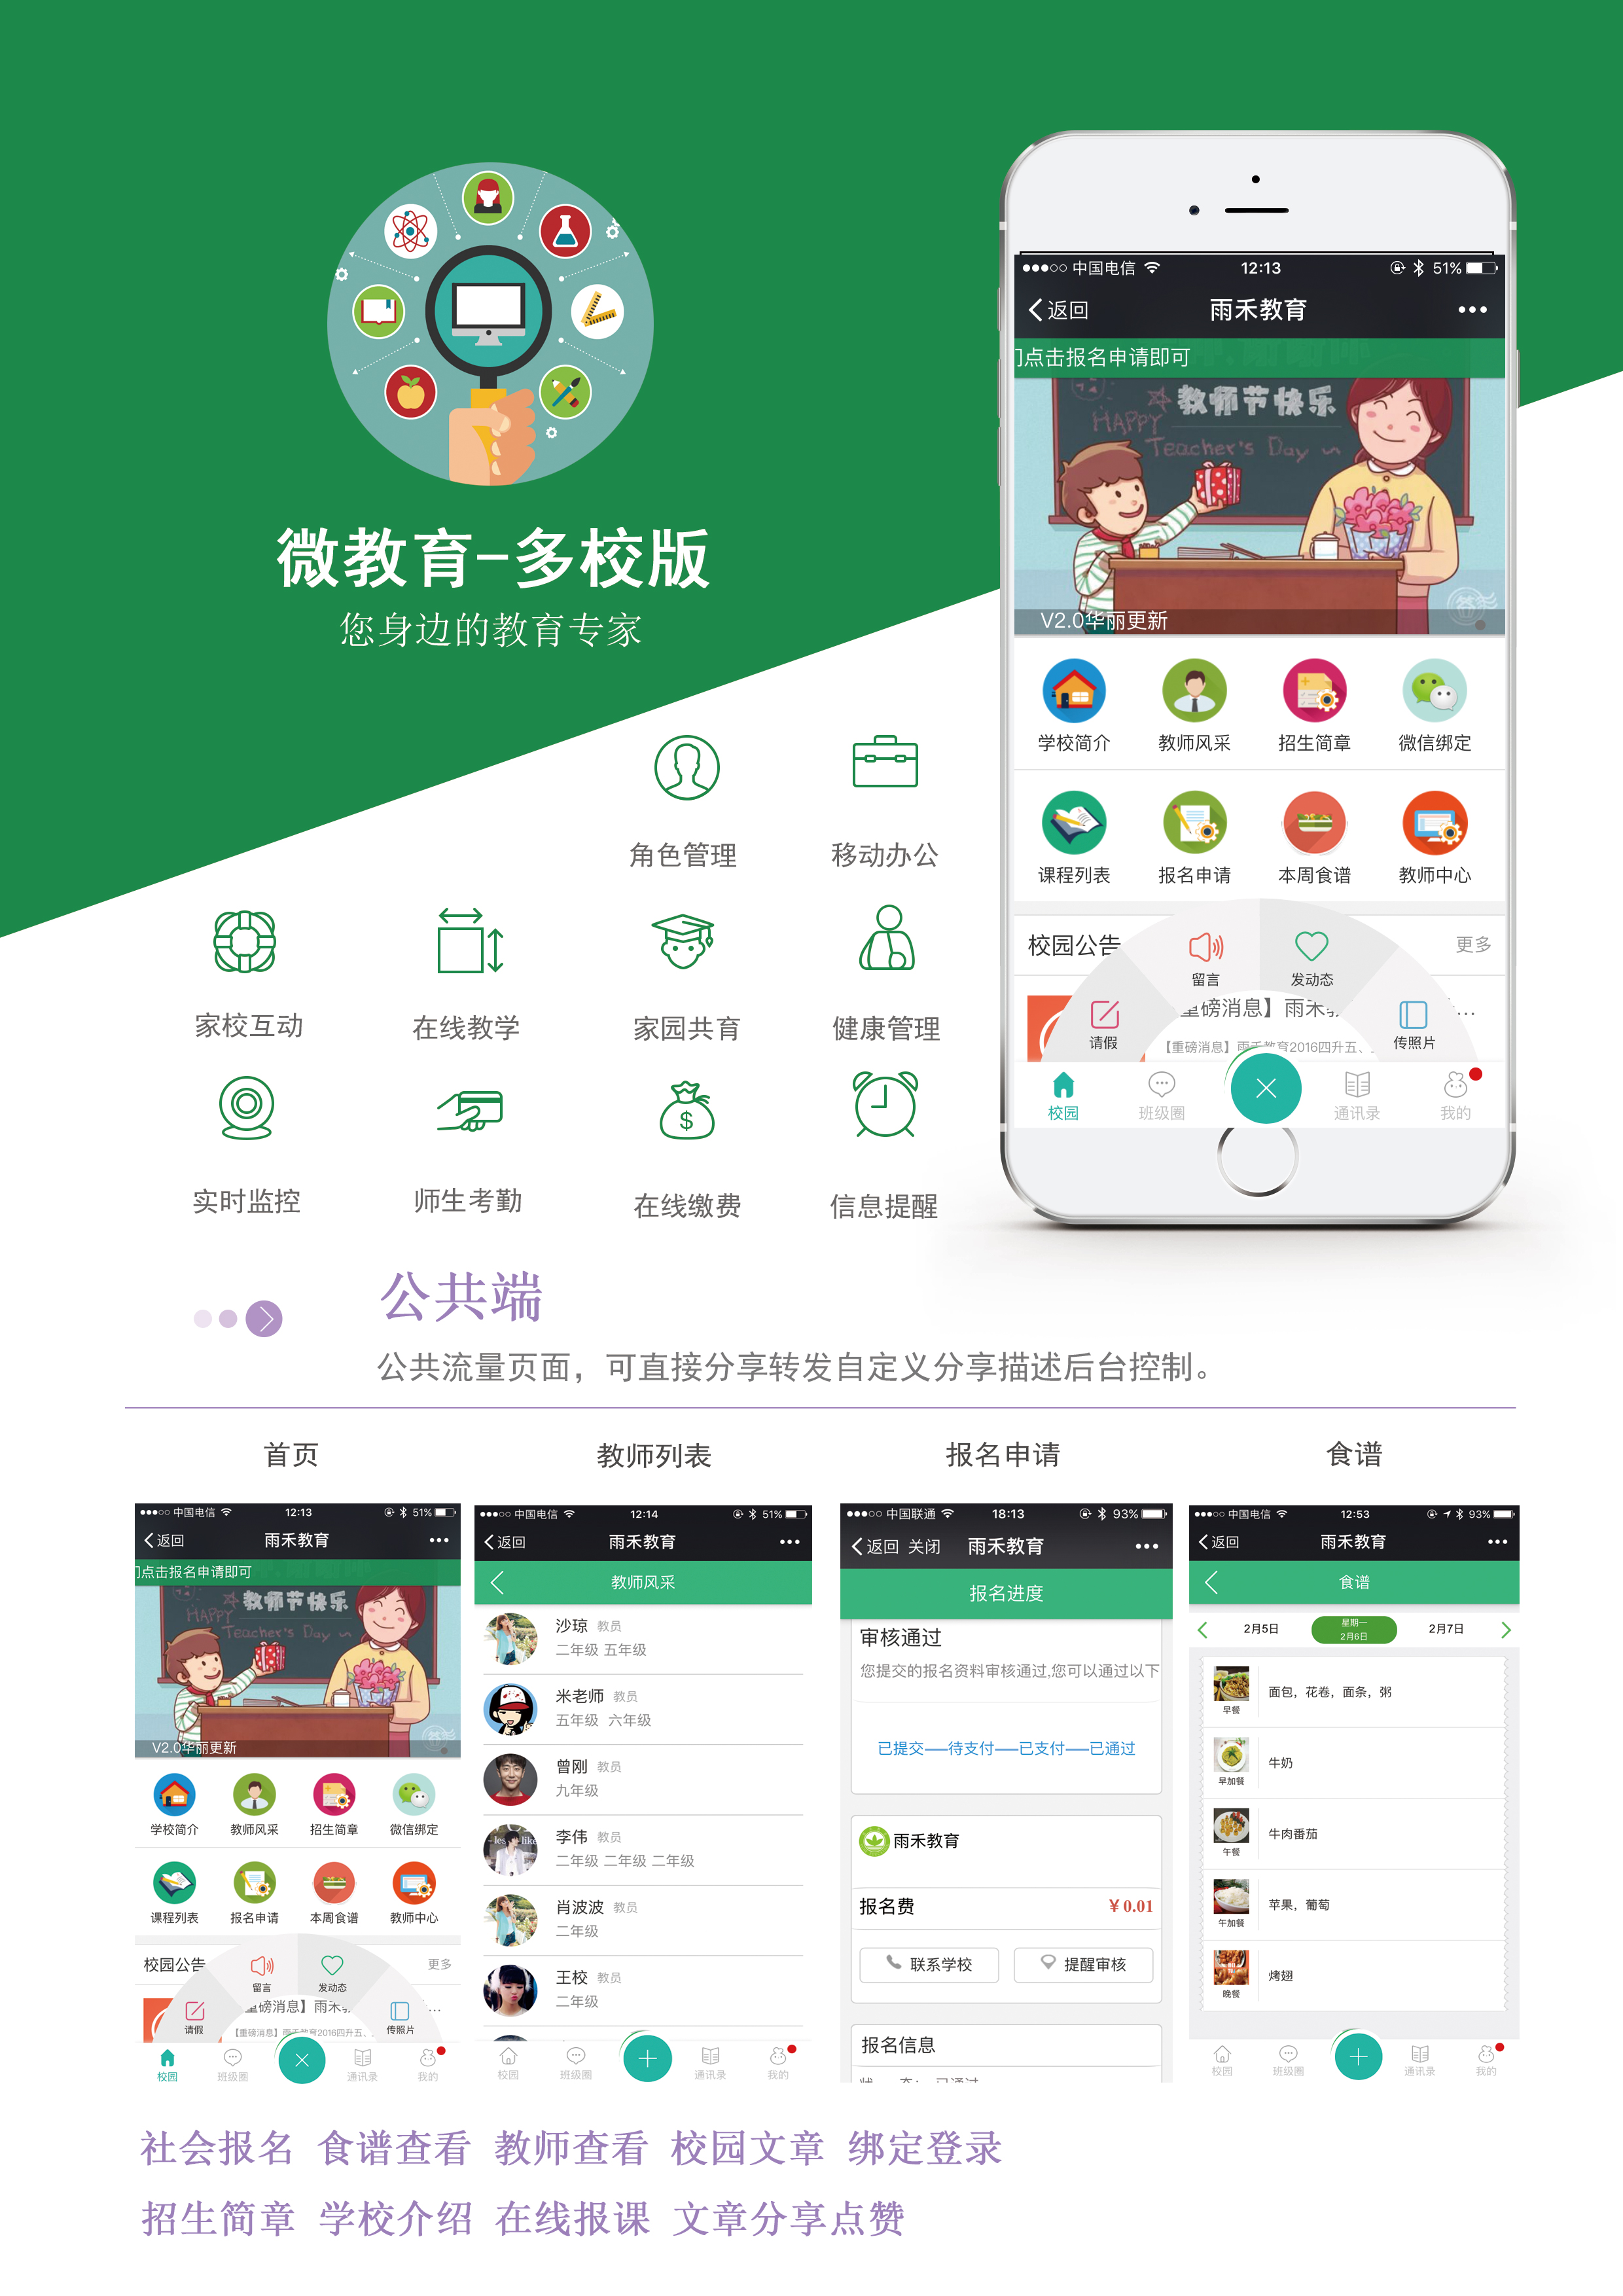 微教育-多校版
您身边的教育专家
中国电信 12:13 51%
返回 雨禾教育
点击报名申请即可
教师节快乐
HAPPY
Teacher's Day
V2.0华丽更新
学校简介 教师风采 招生简章 微信绑定
课程列表 报名申请 本周食谱 教师中心
校园公告 更多
留言 发动态
请假 传照片
重磅消息】雨禾教...
【重磅消息】雨禾教育2016四升五、
校园 班级圈 通讯录 我的
角色管理 移动办公
家校互动 在线教学 家园共育 健康管理
$
实时监控 师生考勤 在线缴费 信息提醒
公共端
公共流量页面，可直接分享转发自定义分享描述后台控制。
首页 教师列表 报名申请 食谱
中国电信 12:13 51%
返回 雨禾教育
点击报名申请即可
教师节快乐
HAPPY
Teacher's Day
V2.0华丽更新
学校简介 教师风采 招生简章 微信绑定
课程列表 报名申请 本周食谱 教师中心
校园公告 更多
留言 发动态
请假 传照片
重磅消息】雨禾教...
【重磅消息】雨禾教育2016四升五、
校园 班级圈 通讯录 我的
中国电信 12:14 51%
返回 雨禾教育
教师风采
沙琼 教员
二年级 五年级
米老师 教员
五年级 六年级
曾刚 教员
九年级
李伟 教员
二年级 二年级 二年级
肖波波 教员
二年级
王校 教员
二年级
校园 班级圈 通讯录 我的
中国联通 18:13 93%
返回 关闭 雨禾教育
报名进度
审核通过
您提交的报名资料审核通过,您可以通过以下
已提交——待支付——已支付——已通过
雨禾教育
报名费 ¥0.01
联系学校 提醒审核
报名信息
状 态： 已通过
中国电信 12:53 93%
返回 雨禾教育
食谱
2月5日 星期一 2月6日 2月7日
早餐 面包，花卷，面条，粥
早加餐 牛奶
午餐 牛肉番茄
午加餐 苹果，葡萄
晚餐 烤翅
校园 班级圈 通讯录 我的
社会报名 食谱查看 教师查看 校园文章 绑定登录
招生简章 学校介绍 在线报课 文章分享点赞